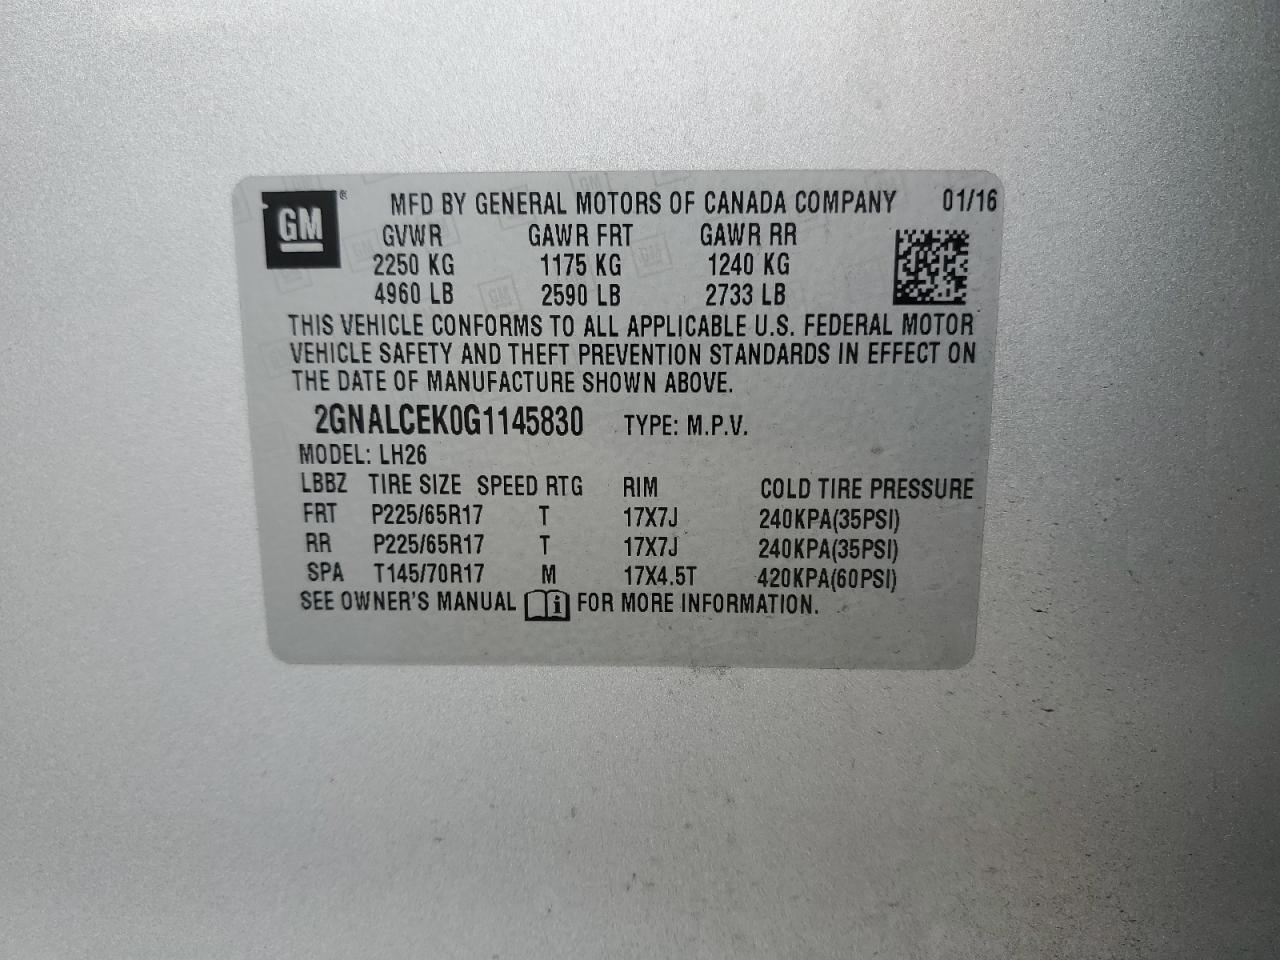 GM ® MFD BY GENERAL MOTORS OF CANADA COMPANY 01/16
GVWR GAWR FRT GAWR RR
2250 KG 1175 KG 1240 KG
4960 LB 2590 LB 2733 LB
THIS VEHICLE CONFORMS TO ALL APPLICABLE U.S. FEDERAL MOTOR
VEHICLE SAFETY AND THEFT PREVENTION STANDARDS IN EFFECT ON
THE DATE OF MANUFACTURE SHOWN ABOVE.
2GNALCEK0G1145830 TYPE: M.P.V.
MODEL: LH26
LBBZ TIRE SIZE SPEED RTG RIM COLD TIRE PRESSURE
FRT P225/65R17 T 17X7J 240KPA(35PSI)
RR P225/65R17 T 17X7J 240KPA(35PSI)
SPA T145/70R17 M 17X4.5T 420KPA(60PSI)
SEE OWNER'S MANUAL i FOR MORE INFORMATION.